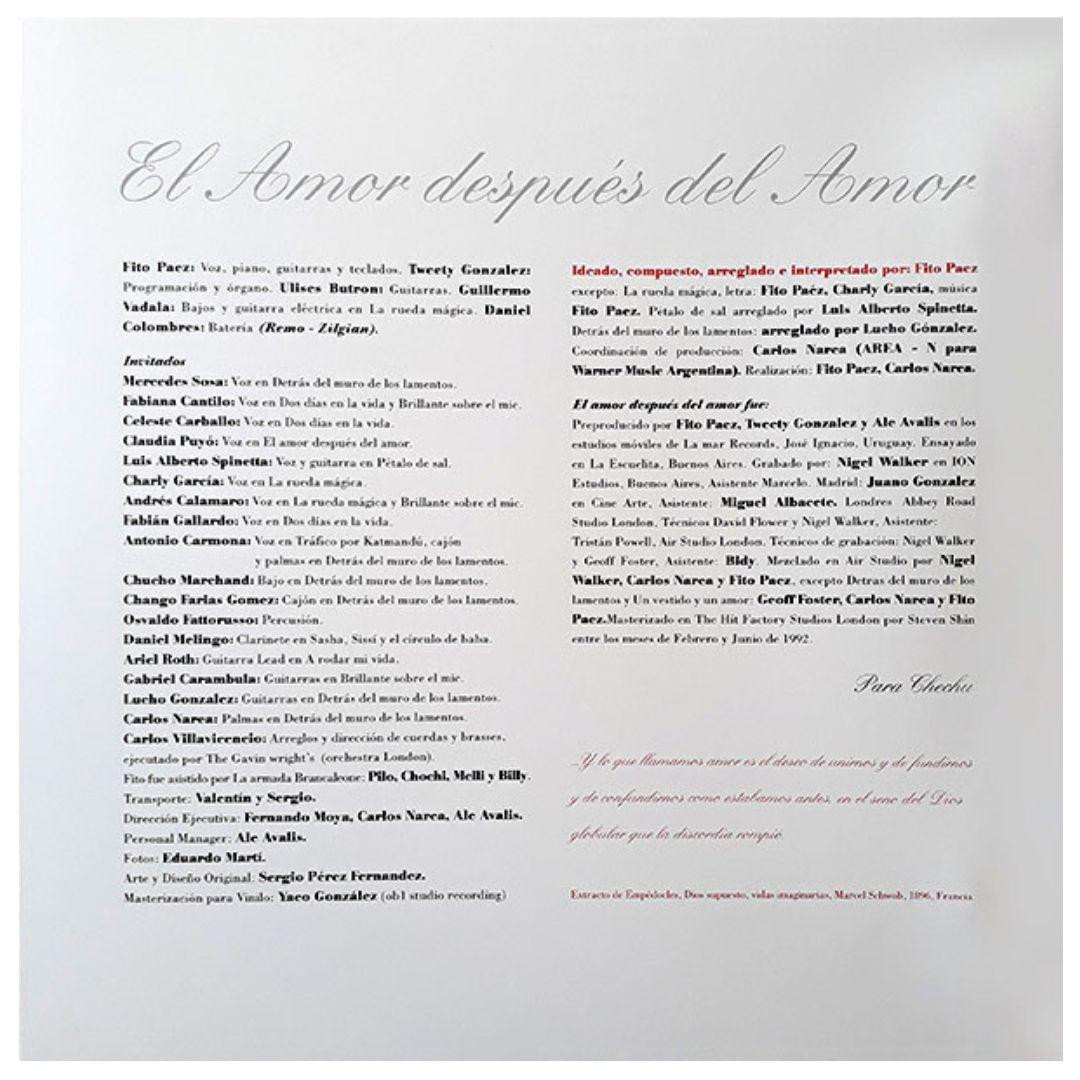 El Amor después del Amor
Fito Paez: Voz, piano, guitarras y teclados. Tweety Gonzalez:
Programación y órgano. Ulises Butron: Guitarras. Guillermo
Vadala: Bajos y guitarra eléctrica en La rueda mágica. Daniel
Colombres: Batería (Remo - Zilgian).
Invitados
Mercedes Sosa: Voz en Detrás del muro de los lamentos.
Fabiana Cantilo: Voz en Dos días en la vida y Brillante sobre el mic.
Celeste Carballo: Voz en Dos días en la vida.
Claudia Puyó: Voz en El amor después del amor.
Luis Alberto Spinetta: Voz y guitarra en Pétalo de sal.
Charly García: Voz en La rueda mágica.
Andrés Calamaro: Voz en La rueda mágica y Brillante sobre el mic.
Fabián Gallardo: Voz en Dos días en la vida.
Antonio Carmona: Voz en Tráfico por Katmandú, cajón
y palmas en Detrás del muro de los lamentos.
Chucho Marchand: Bajo en Detrás del muro de los lamentos.
Chango Farias Gomez: Cajón en Detrás del muro de los lamentos.
Osvaldo Fattorusso: Percusión.
Daniel Melingo: Clarinete en Sasha, Sissí y el círculo de baba.
Ariel Roth: Guitarra Lead en A rodar mi vida.
Gabriel Carambula: Guitarras en Brillante sobre el mic.
Lucho Gonzalez: Guitarras en Detrás del muro de los lamentos.
Carlos Narea: Palmas en Detrás del muro de los lamentos.
Carlos Villavicencio: Arreglos y dirección de cuerdas y brasses,
ejecutado por The Gavin wright's (orchestra London).
Fito fue asistido por La armada Brancaleone: Pilo, Chochi, Melli y Billy.
Transporte: Valentín y Sergio.
Dirección Ejecutiva: Fernando Moya, Carlos Narea, Ale Avalis.
Personal Manager: Ale Avalis.
Fotos: Eduardo Martí.
Arte y Diseño Original: Sergio Pérez Fernandez.
Masterización para Vinilo: Yaco González (ob1 studio recording)
Ideado, compuesto, arreglado e interpretado por: Fito Paez
excepto: La rueda mágica, letra: Fito Paéz, Charly García, música
Fito Paez. Pétalo de sal arreglado por Luis Alberto Spinetta.
Detrás del muro de los lamentos: arreglado por Lucho Gónzalez.
Coordinación de producción: Carlos Narea (AREA - N para
Warner Music Argentina). Realización: Fito Paez, Carlos Narea.
El amor después del amor fue:
Preproducido por Fito Paez, Tweety Gonzalez y Ale Avalis en los
estudios móviles de La mar Records, José Ignacio, Uruguay. Ensayado
en La Escuelita, Buenos Aires. Grabado por: Nigel Walker en ION
Estudios, Buenos Aires, Asistente Marcelo. Madrid: Juano Gonzalez
en Cine Arte, Asistente: Miguel Albacete. Londres Abbey Road
Studio London, Técnicos David Flower y Nigel Walker, Asistente:
Tristán Powell, Air Studio London. Técnicos de grabación: Nigel Walker
y Geoff Foster, Asistente: Bidy. Mezclado en Air Studio por Nigel
Walker, Carlos Narea y Fito Paez, excepto Detras del muro de los
lamentos y Un vestido y un amor: Geoff Foster, Carlos Narea y Fito
Paez.Masterizado en The Hit Factory Studios London por Steven Shin
entre los meses de Febrero y Junio de 1992.
Para Chechu
...Y lo que llamamos amor es el deseo de unirnos y de fundirnos
y de confundirnos como estabamos antes, en el seno del Dios
globular que la discordia rompió.
Extracto de Empédocles, Dios supuesto, vidas imaginarias, Marcel Schwob, 1896, Francia